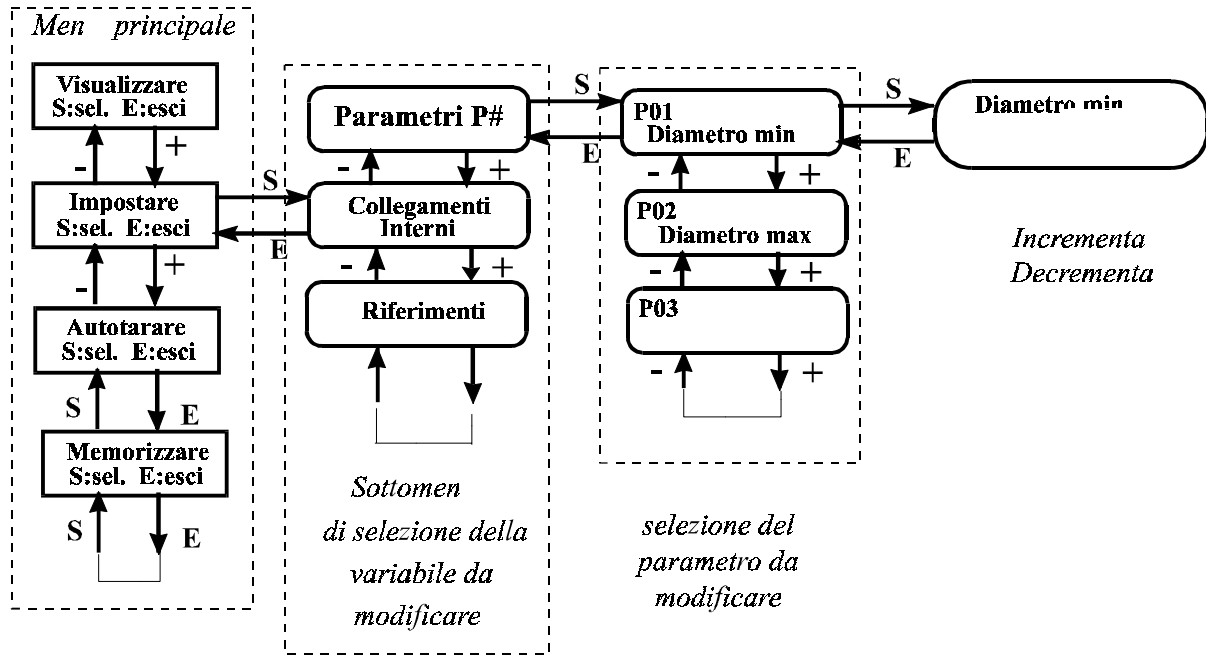 Men principale
Visualizzare
S:sel. E:esci
-
+
Impostare
S:sel. E:esci
S
E
-
+
Autotarare
S:sel. E:esci
S
E
Memorizzare
S:sel. E:esci
S
E
Parametri P#
-
+
Collegamenti
Interni
-
+
Riferimenti
Sottomen
di selezione della
variabile da
modificare
S
E
P01
Diametro min
-
+
P02
Diametro max
-
+
P03
-
+
selezione del
parametro da
modificare
S
E
Diametro min
Incrementa
Decrementa